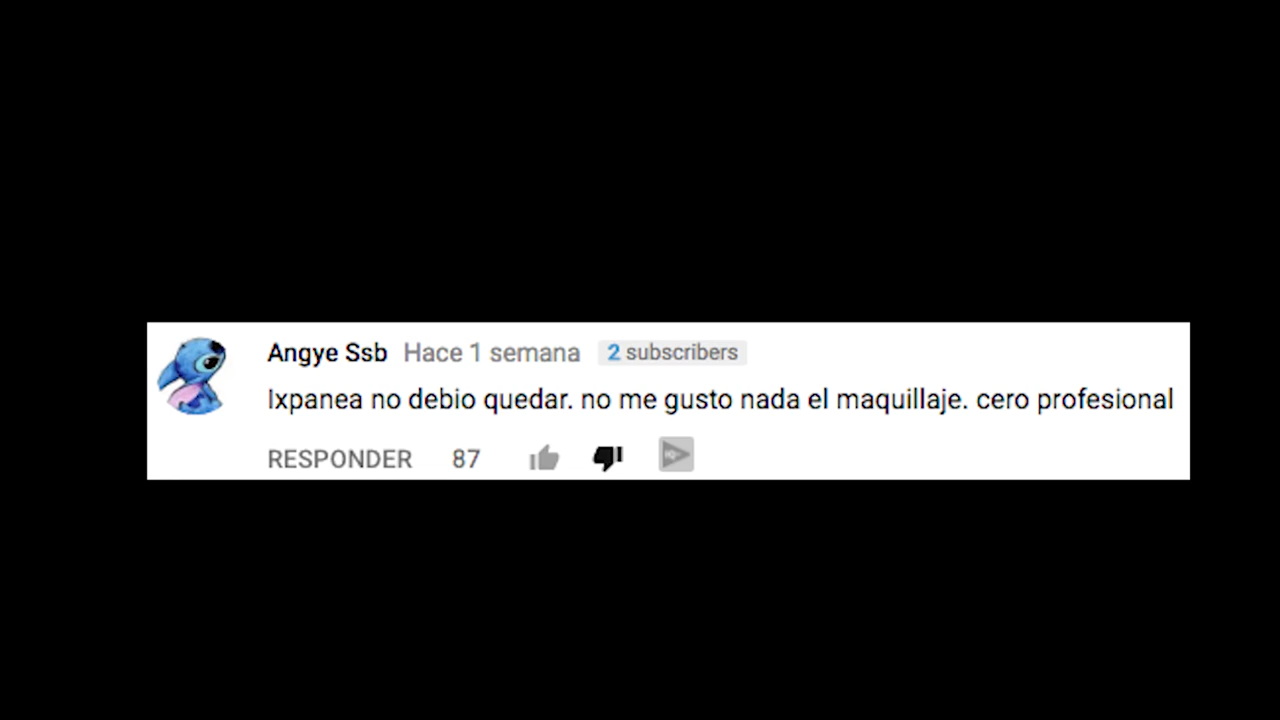 Angye Ssb Hace 1 semana 2 subscribers
Ixpanea no debio quedar. no me gusto nada el maquillaje. cero profesional
RESPONDER 87